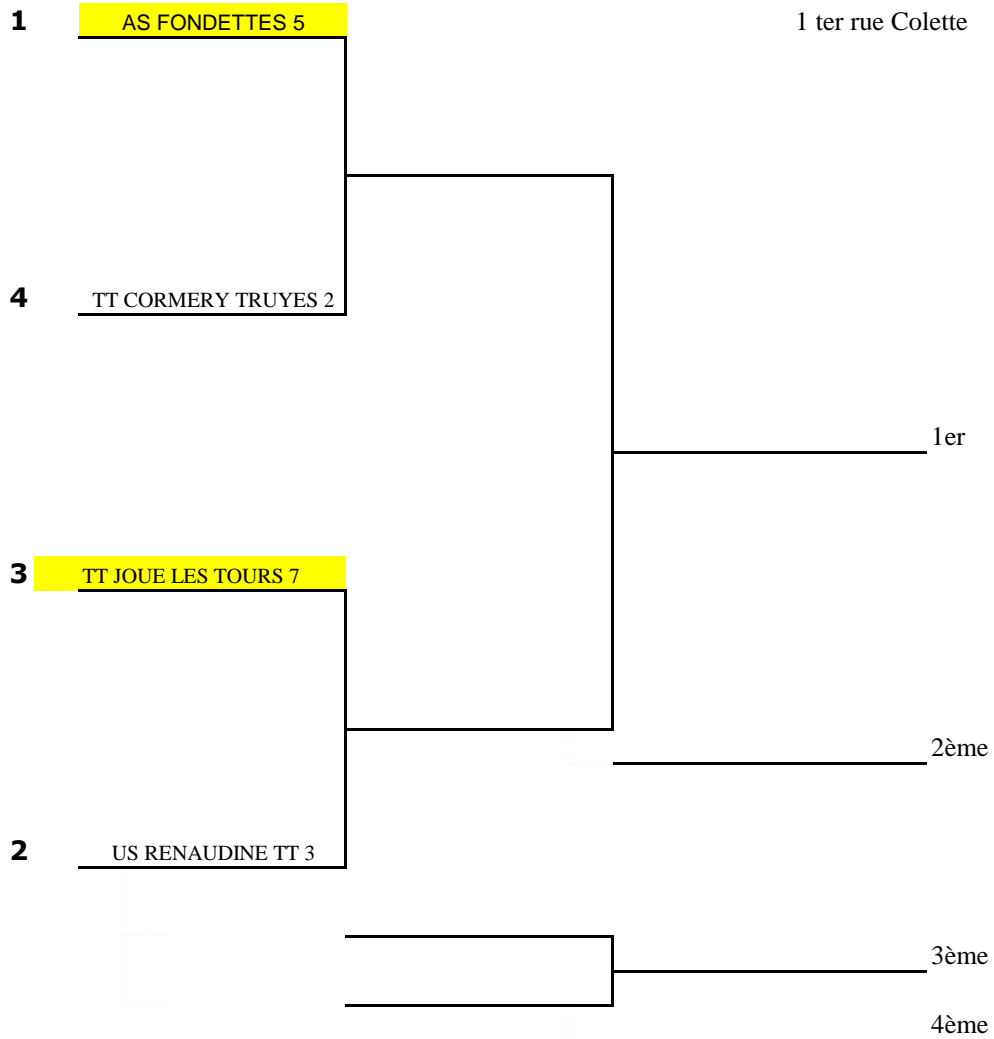 1 AS FONDETTES 5 1 ter rue Colette
4 TT CORMERY TRUYES 2
1er
3 TT JOUE LES TOURS 7
2ème
2 US RENAUDINE TT 3
3ème
4ème